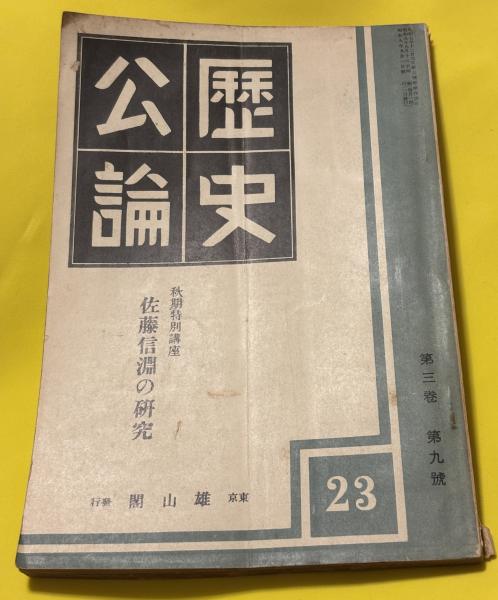 歷史
公論
秋期特別講座
佐藤信淵の硏究
第三卷 第九號
23
東京 雄山閣 發行